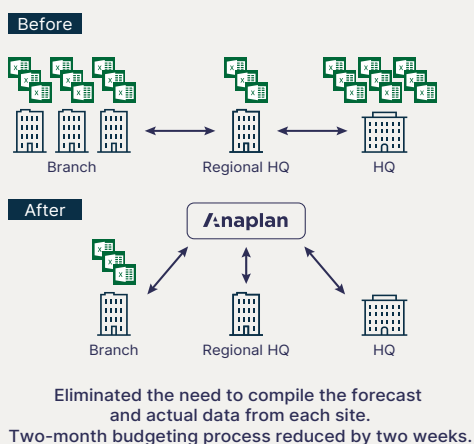 Before
Branch
Regional HQ
HQ
After
Anaplan
Branch
Regional HQ
HQ
Eliminated the need to compile the forecast
and actual data from each site.
Two-month budgeting process reduced by two weeks.